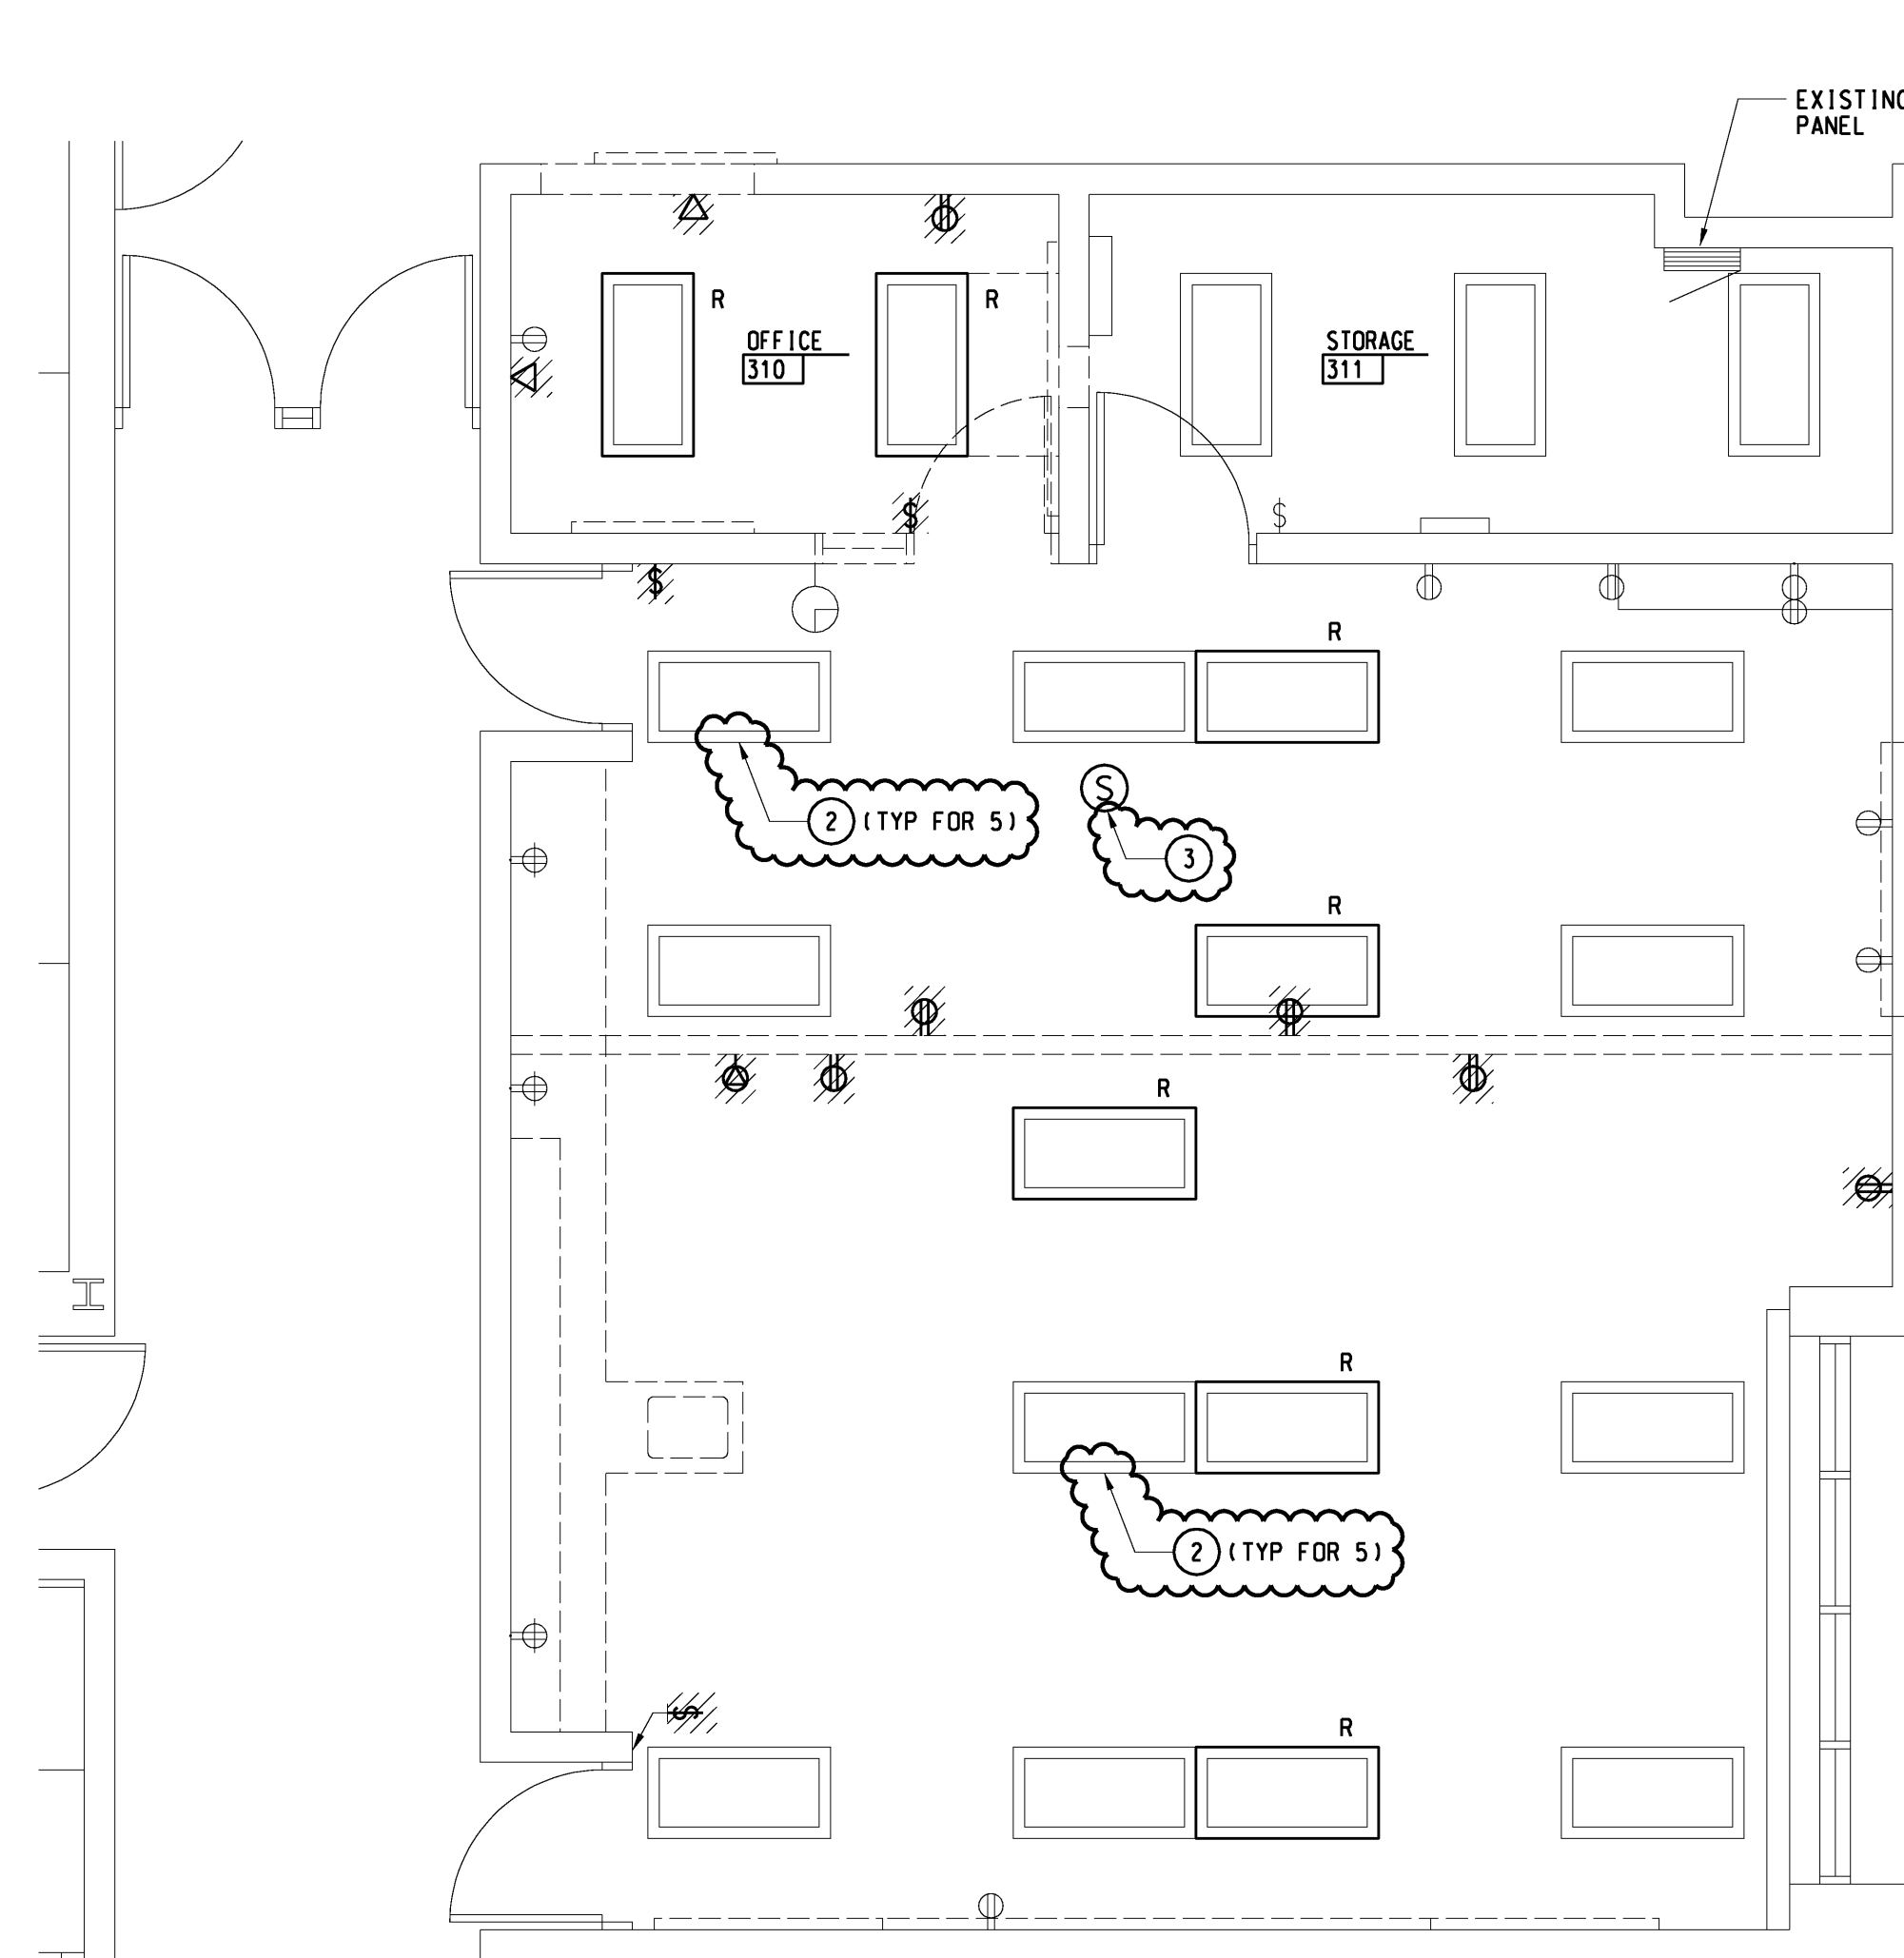 EXISTING
PANEL
R
R
OFFICE
310
STORAGE
311
$
$
$
R
2 (TYP FOR 5)
S
3
R
R
R
2 (TYP FOR 5)
$
R